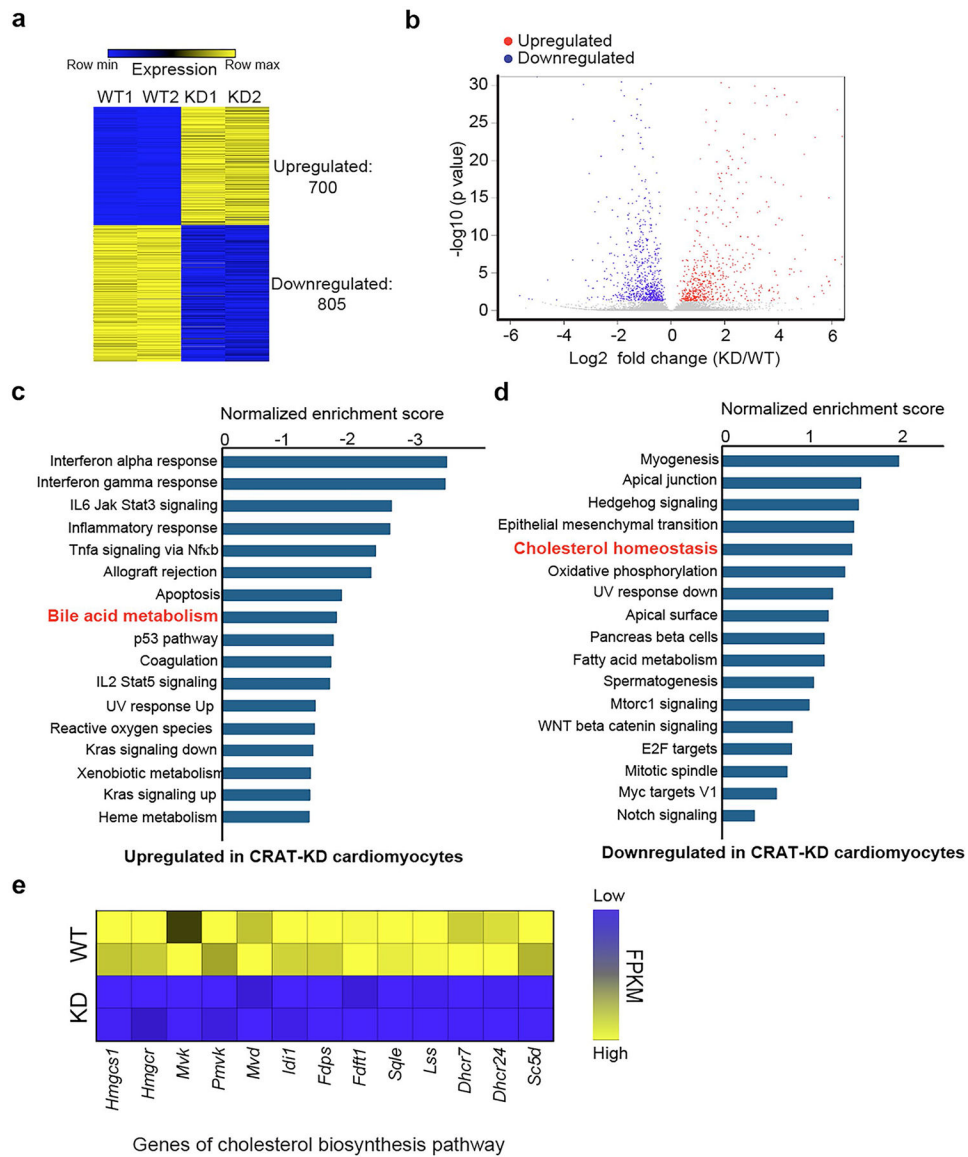 a
Row min Expression Row max
WT1 WT2 KD1 KD2
Upregulated:
700
Downregulated:
805
b
Upregulated
Downregulated
-log10 (p value)
30
25
20
15
10
5
0
-6 -4 -2 0 2 4 6
Log2 fold change (KD/WT)
c
Normalized enrichment score
0 -1 -2 -3
Interferon alpha response
Interferon gamma response
IL6 Jak Stat3 signaling
Inflammatory response
Tnfa signaling via Nfκb
Allograft rejection
Apoptosis
Bile acid metabolism
p53 pathway
Coagulation
IL2 Stat5 signaling
UV response Up
Reactive oxygen species
Kras signaling down
Xenobiotic metabolism
Kras signaling up
Heme metabolism
Upregulated in CRAT-KD cardiomyocytes
d
Normalized enrichment score
0 1 2
Myogenesis
Apical junction
Hedgehog signaling
Epithelial mesenchymal transition
Cholesterol homeostasis
Oxidative phosphorylation
UV response down
Apical surface
Pancreas beta cells
Fatty acid metabolism
Spermatogenesis
Mtorc1 signaling
WNT beta catenin signaling
E2F targets
Mitotic spindle
Myc targets V1
Notch signaling
Downregulated in CRAT-KD cardiomyocytes
e
WT
KD
Hmgcs1 Hmgcr Mvk Pmvk Mvd Idi1 Fdps Fdft1 Sqle Lss Dhcr7 Dhcr24 Sc5d
Genes of cholesterol biosynthesis pathway
Low
FPKM
High